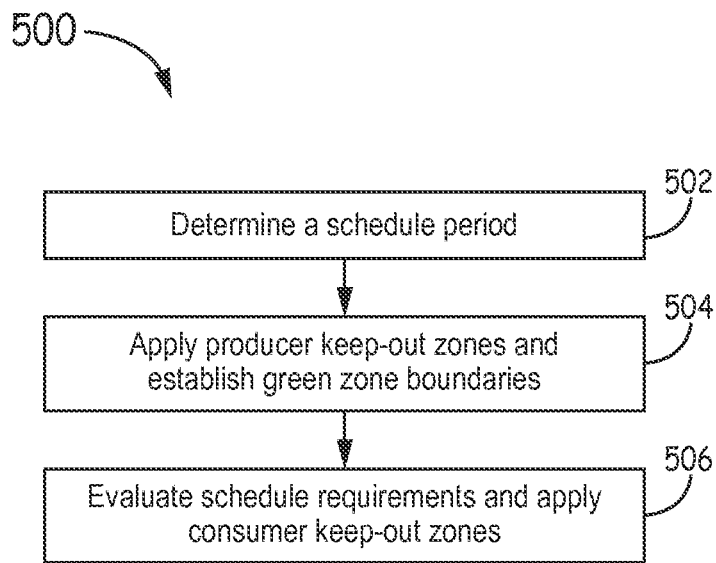 500
502
Determine a schedule period
504
Apply producer keep-out zones and
establish green zone boundaries
506
Evaluate schedule requirements and apply
consumer keep-out zones